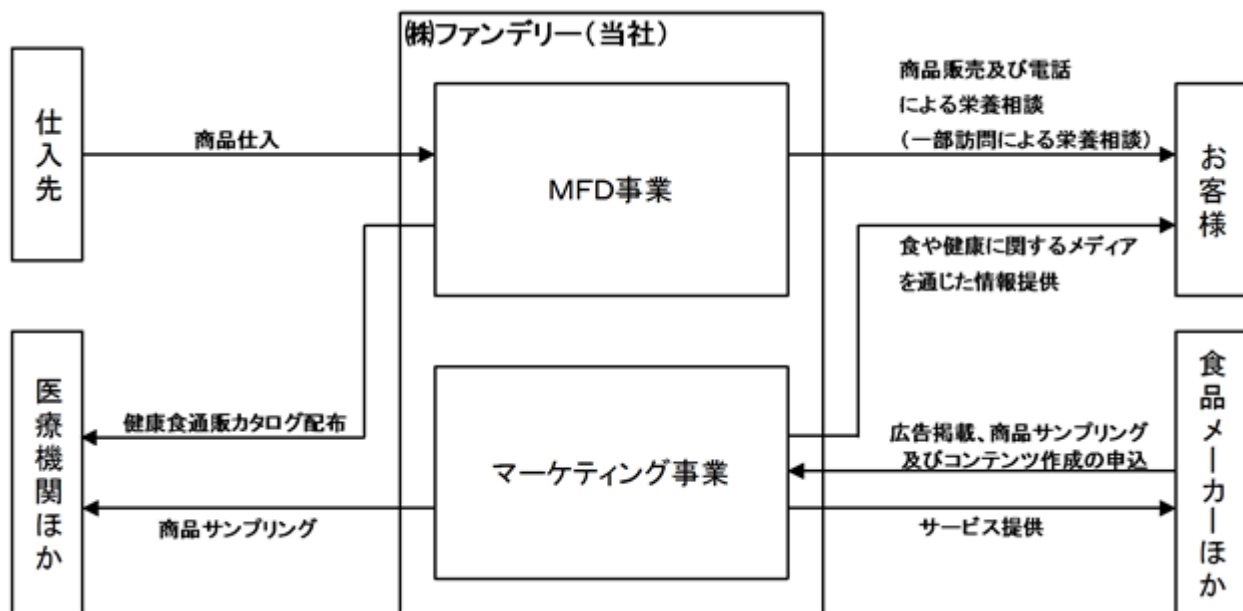 ㈱ファンデリー（当社）
仕入先
商品仕入
MFD事業
商品販売及び電話
による栄養相談
（一部訪問による栄養相談）
お客様
食や健康に関するメディア
を通じた情報提供
医療機関ほか
健康食通販カタログ配布
商品サンプリング
マーケティング事業
広告掲載、商品サンプリング
及びコンテンツ作成の申込
サービス提供
食品メーカーほか